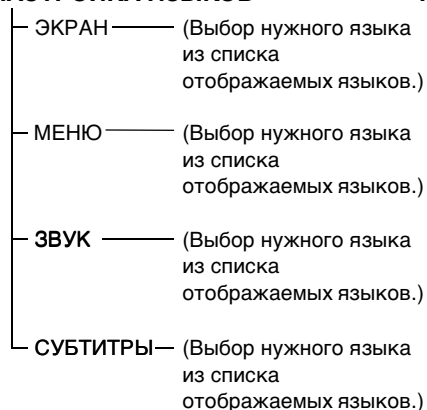 ЭКРАН (Выбор нужного языка
из списка
отображаемых языков.)
МЕНЮ (Выбор нужного языка
из списка
отображаемых языков.)
ЗВУК (Выбор нужного языка
из списка
отображаемых языков.)
СУБТИТРЫ (Выбор нужного языка
из списка
отображаемых языков.)